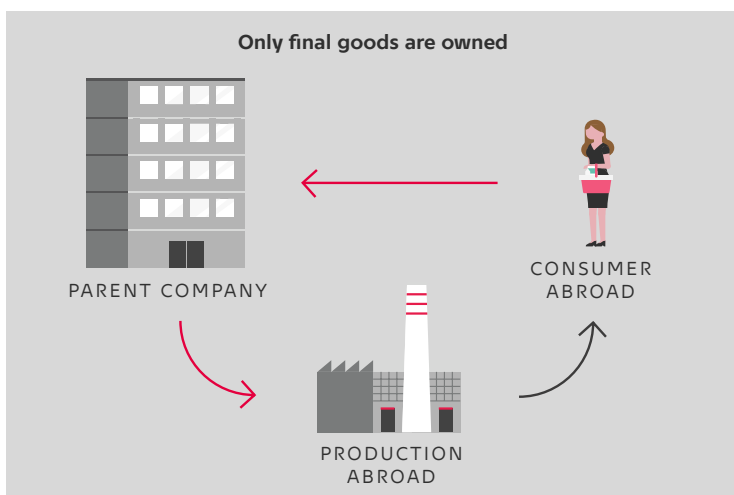 Only final goods are owned
PARENT COMPANY
CONSUMER
ABROAD
PRODUCTION
ABROAD